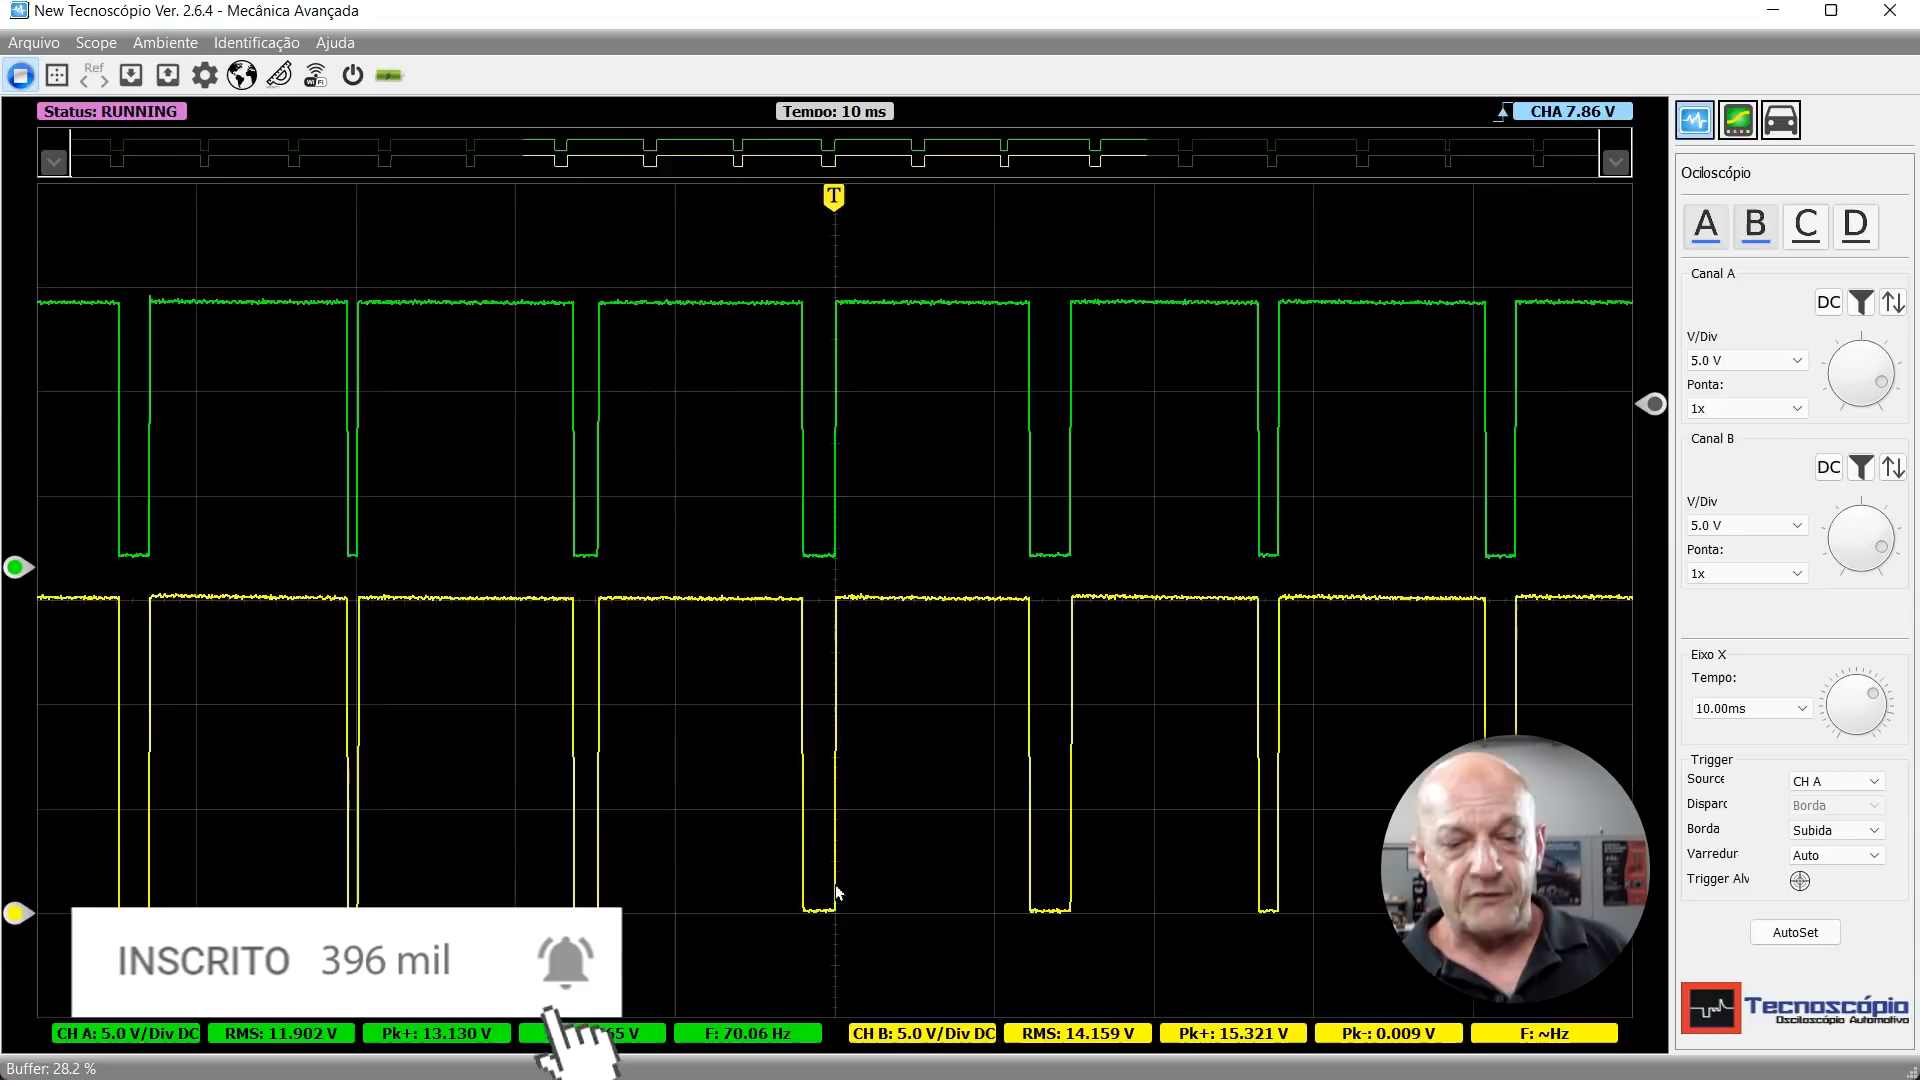 New Tecnoscópio Ver. 2.6.4 - Mecânica Avançada
Arquivo Scope Ambiente Identificação Ajuda
Ref
WiFi
Status: RUNNING
Tempo: 10 ms
CHA 7.86 V
T
Ociloscópio
A B C D
Canal A
DC
V/Div
5.0 V
Ponta:
1x
Canal B
DC
V/Div
5.0 V
Ponta:
1x
Eixo X
Tempo:
10.00ms
Trigger
Source CH A
Disparo Borda
Borda Subida
Varredur Auto
Trigger Alv
AutoSet
Tecnoscópio
Osciloscópio Automotivo
INSCRITO 396 mil
CH A: 5.0 V/Div DC RMS: 11.902 V Pk+: 13.130 V 65 V F: 70.06 Hz CH B: 5.0 V/Div DC RMS: 14.159 V Pk+: 15.321 V Pk-: 0.009 V F: ~Hz
Buffer: 28.2 %